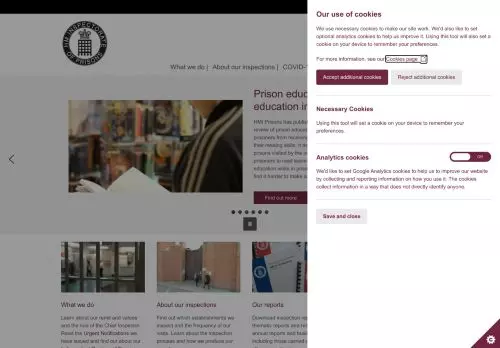 HM INSPECTORATE
OF PRISONS
What we do | About our inspections | COVID-1
Prison educ
education i
HMI Prisons has publis
review of prison educa
prisoners from receivin
their reading skills.
prisons visited by the
prisoners to read
education skills in pris
find it harder to make
Find out more
What we do
Learn about our remit and values
and the role of the Chief Inspector.
Read the Urgent Notifications we
have issued and find out about our
About our inspections
Find out which establishments we
inspect and the frequency of our
visits. Learn about the inspection
process and how we produce our
Our reports
Download inspection rep
thematic reports and res
annual reports and
including those carried
Our use of cookies
We use necessary cookies to make our site work. We'd also like to set
optional analytics cookies to help us improve it. Using this tool will also set a
cookie on your device to remember your preferences.
For more information, see our Cookies page
Accept additional cookies
Reject additional cookies
Necessary Cookies
Using this tool will set a cookie on your device to remember your
preferences.
Analytics cookies
Off
We'd like to set Google Analytics cookies to help us to improve our website
by collecting and reporting information on how you use it. The cookies
collect information in a way that does not directly identify anyone.
Save and close